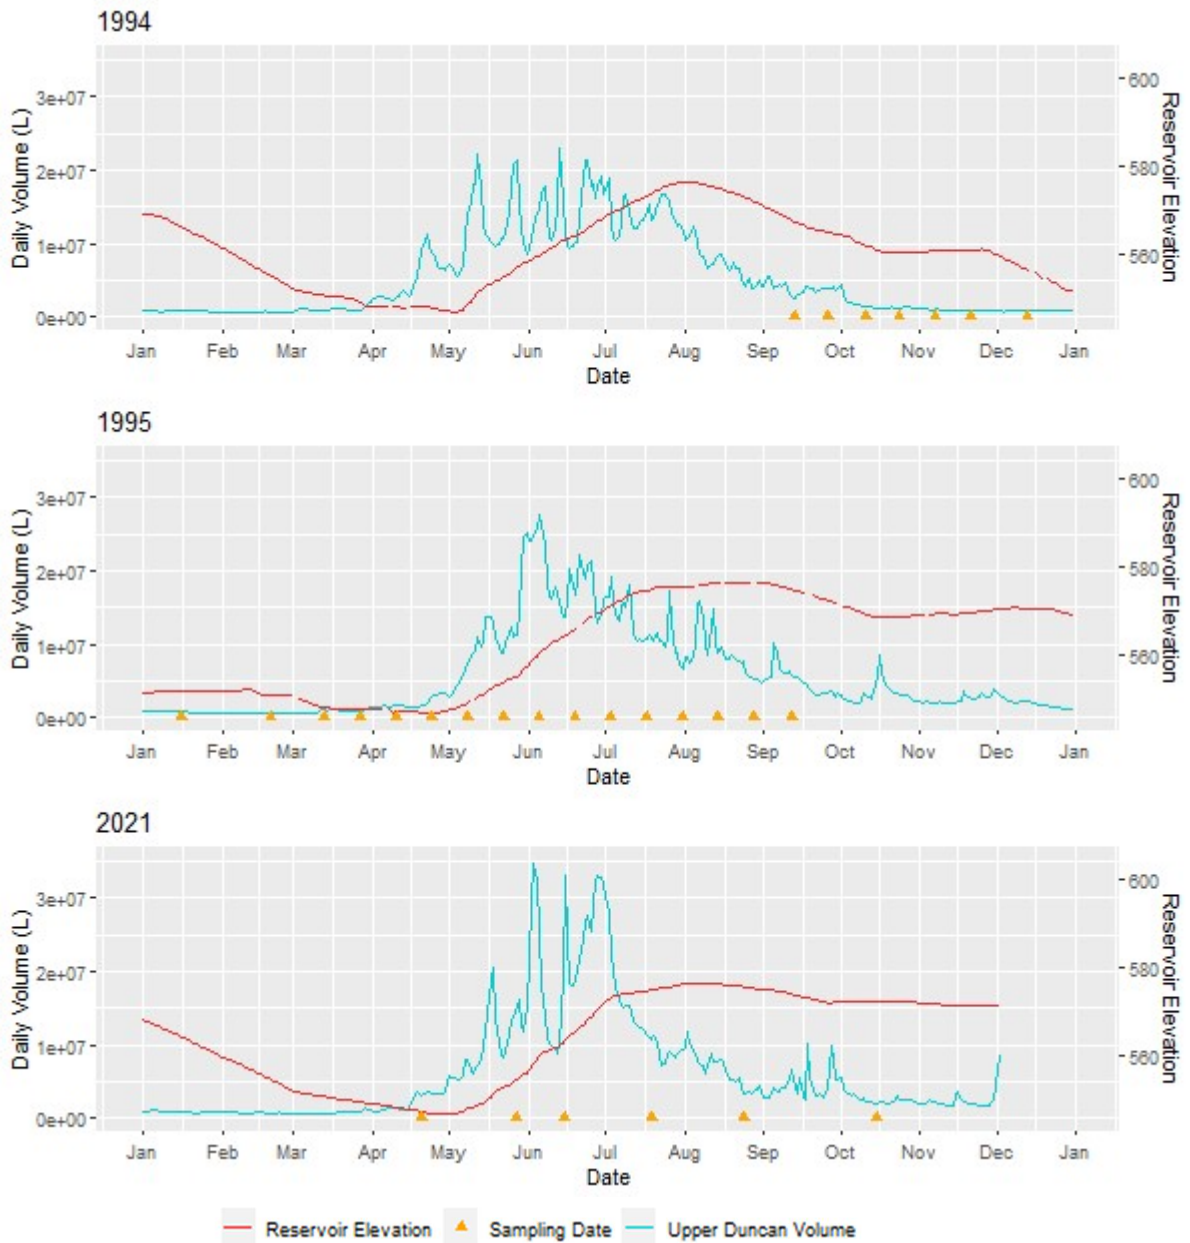 1994
Daily Volume (L)
3e+07
2e+07
1e+07
0e+00
600
580
560
Reservoir Elevation
Jan Feb Mar Apr May Jun Jul Aug Sep Oct Nov Dec Jan
Date
1995
Daily Volume (L)
3e+07
2e+07
1e+07
0e+00
600
580
560
Reservoir Elevation
Jan Feb Mar Apr May Jun Jul Aug Sep Oct Nov Dec Jan
Date
2021
Daily Volume (L)
3e+07
2e+07
1e+07
0e+00
600
580
560
Reservoir Elevation
Jan Feb Mar Apr May Jun Jul Aug Sep Oct Nov Dec Jan
Date
Reservoir Elevation Sampling Date Upper Duncan Volume